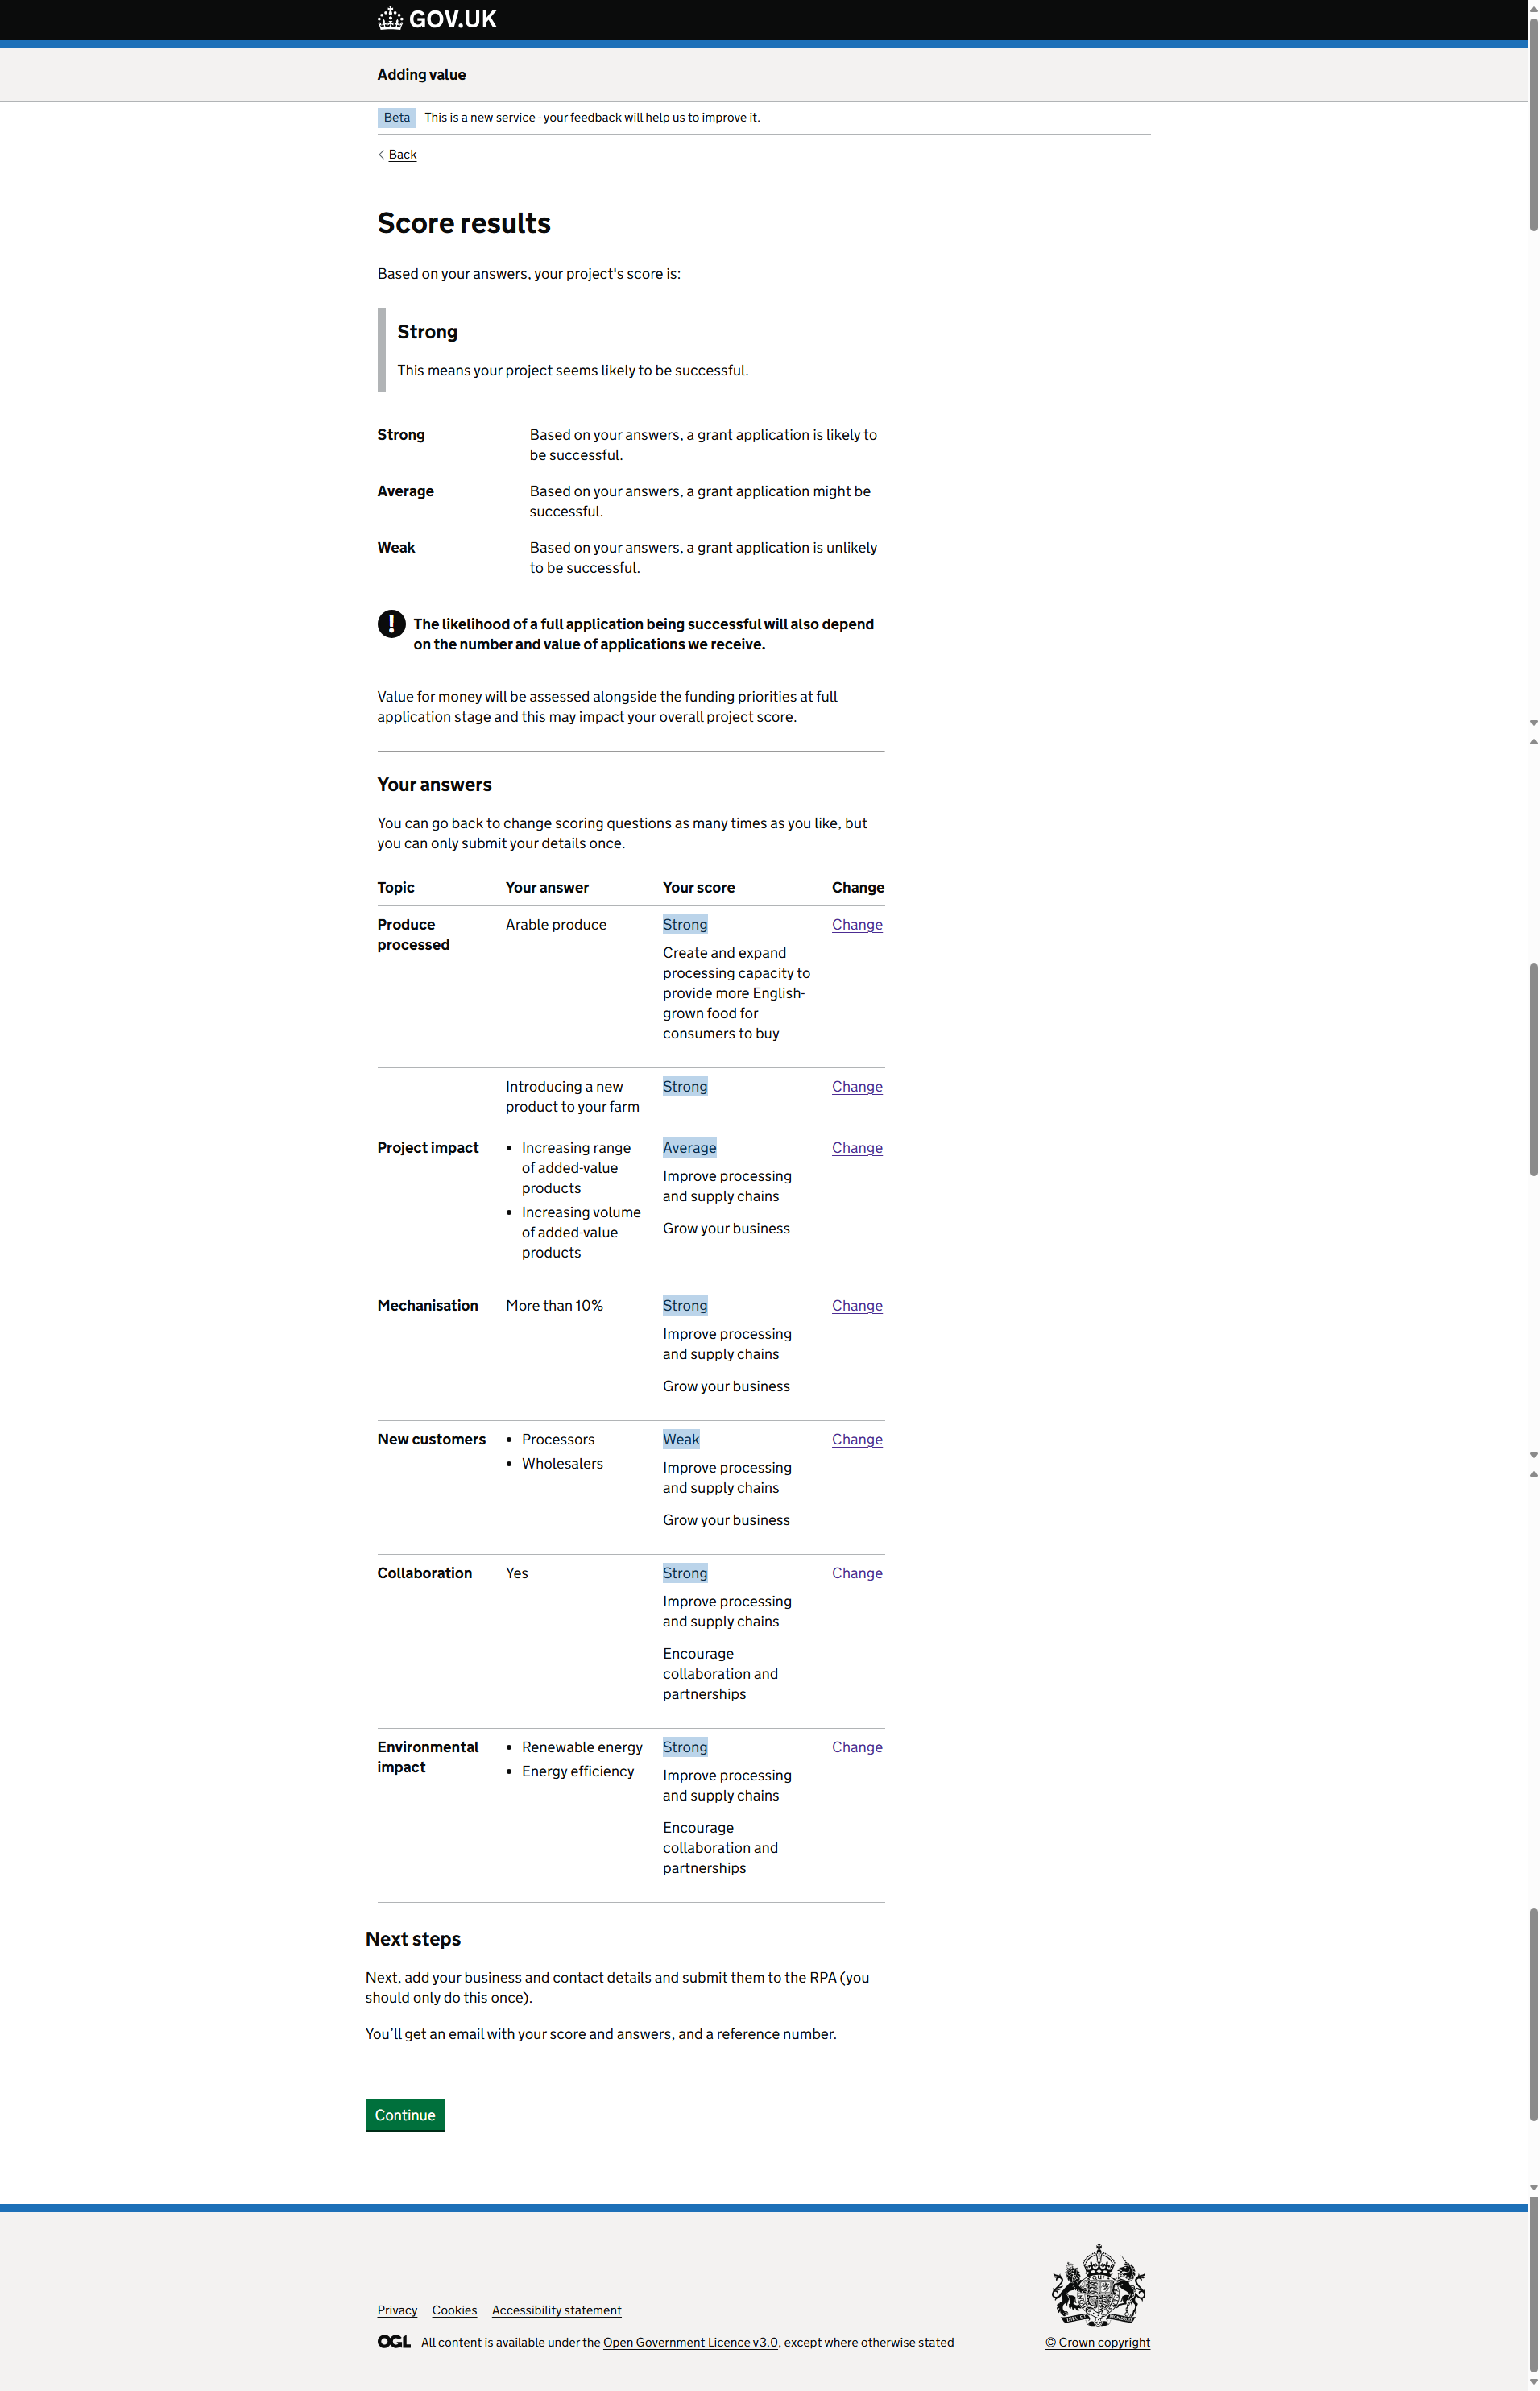 GOV.UK
Adding value
Beta This is a new service - your feedback will help us to improve it.
Back
Score results
Based on your answers, your project's score is:
Strong
This means your project seems likely to be successful.
Strong Based on your answers, a grant application is likely to
be successful.
Average Based on your answers, a grant application might be
successful.
Weak Based on your answers, a grant application is unlikely
to be successful.
! The likelihood of a full application being successful will also depend
on the number and value of applications we receive.
Value for money will be assessed alongside the funding priorities at full
application stage and this may impact your overall project score.
Your answers
You can go back to change scoring questions as many times as you like, but
you can only submit your details once.
Topic Your answer Your score Change
Produce Arable produce Strong Change
processed
Create and expand
processing capacity to
provide more English-
grown food for
consumers to buy
Introducing a new Strong Change
product to your farm
Project impact • Increasing range Average Change
of added-value Improve processing
products and supply chains
• Increasing volume Grow your business
of added-value
products
Mechanisation More than 10% Strong Change
Improve processing
and supply chains
Grow your business
New customers • Processors Weak Change
• Wholesalers Improve processing
and supply chains
Grow your business
Collaboration Yes Strong Change
Improve processing
and supply chains
Encourage
collaboration and
partnerships
Environmental • Renewable energy Strong Change
impact • Energy efficiency Improve processing
and supply chains
Encourage
collaboration and
partnerships
Next steps
Next, add your business and contact details and submit them to the RPA (you
should only do this once).
You'll get an email with your score and answers, and a reference number.
Continue
Privacy Cookies Accessibility statement
OGL All content is available under the Open Government Licence v3.0, except where otherwise stated
© Crown copyright